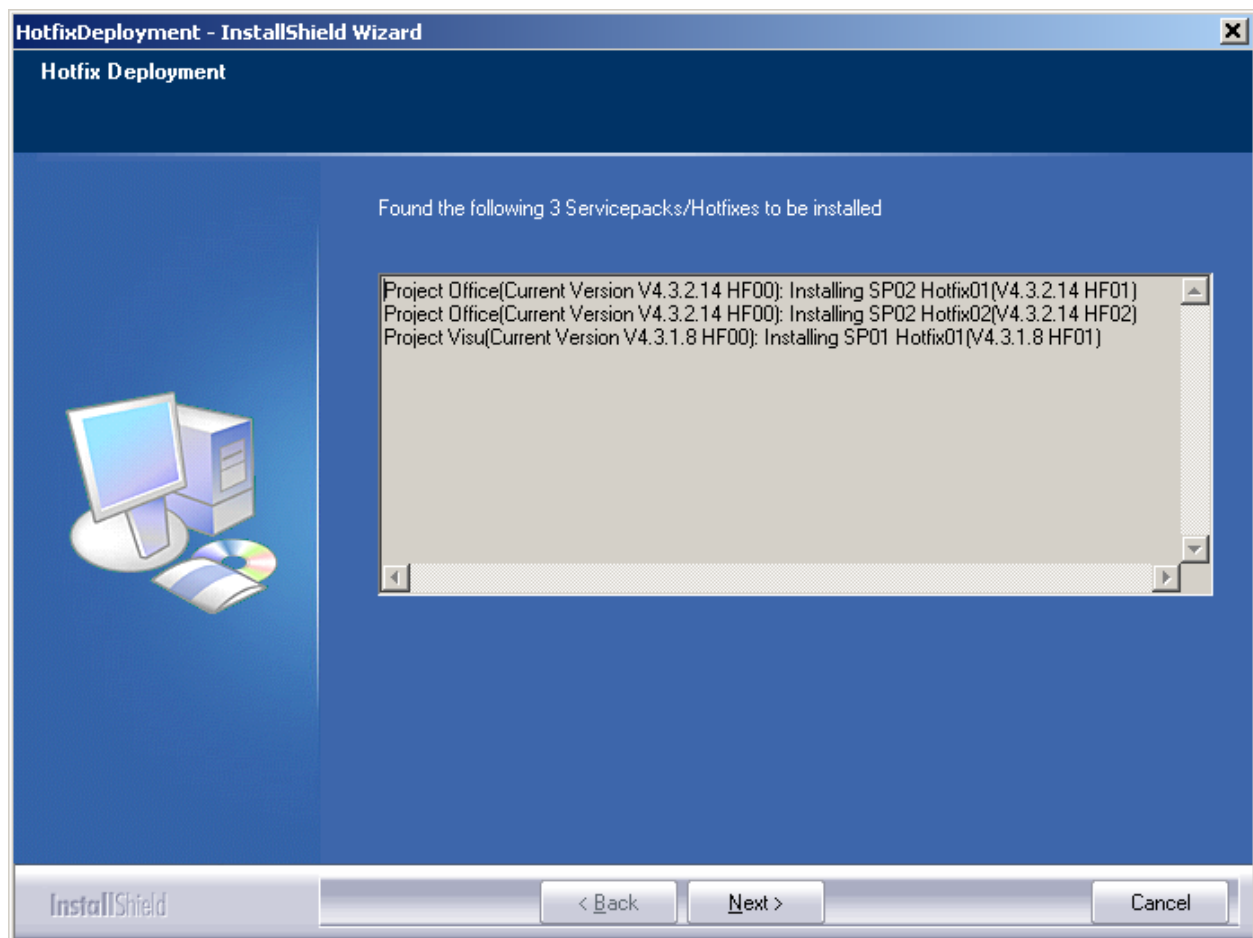 HotfixDeployment - InstallShield Wizard
Hotfix Deployment
Found the following 3 Servicepacks/Hotfixes to be installed
Project Office(Current Version V4.3.2.14 HF00): Installing SP02 Hotfix01(V4.3.2.14 HF01)
Project Office(Current Version V4.3.2.14 HF00): Installing SP02 Hotfix02(V4.3.2.14 HF02)
Project Visu(Current Version V4.3.1.8 HF00): Installing SP01 Hotfix01(V4.3.1.8 HF01)
InstallShield
< Back
Next >
Cancel